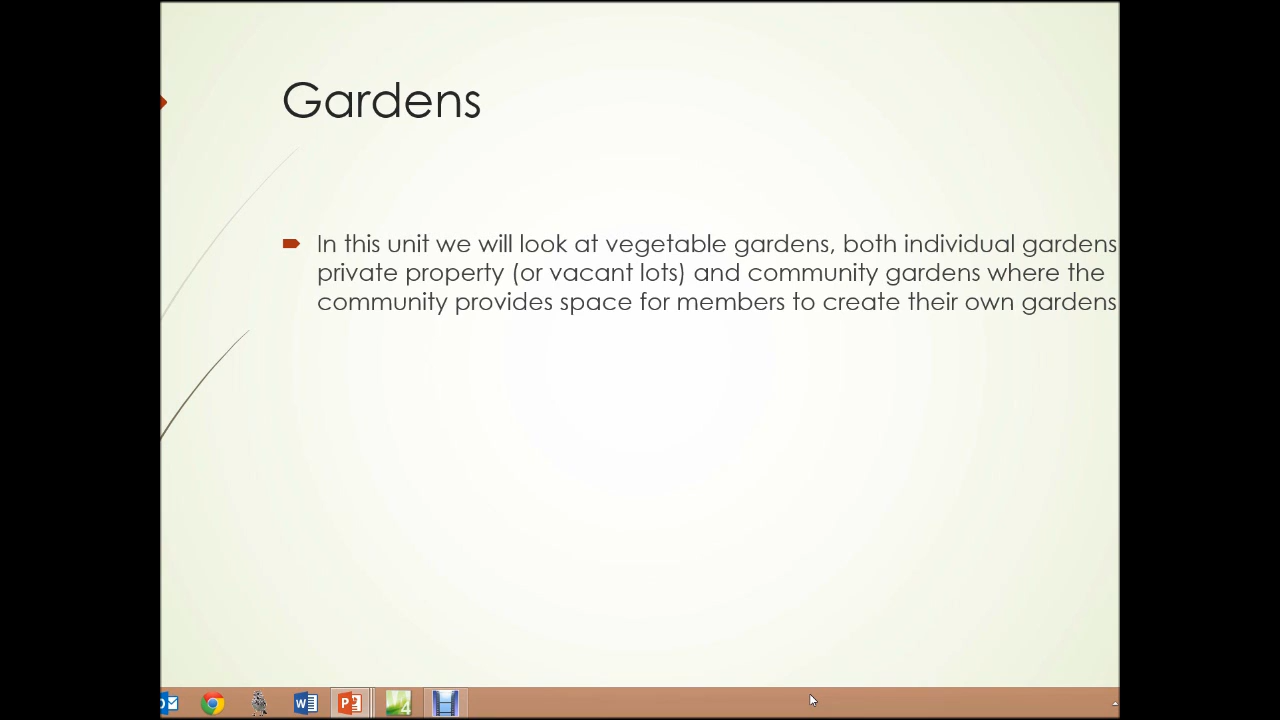 Gardens
In this unit we will look at vegetable gardens, both individual gardens
private property (or vacant lots) and community gardens where the
community provides space for members to create their own gardens